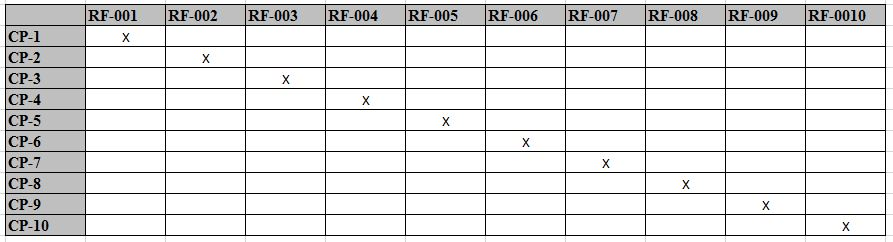 RF-001 RF-002 RF-003 RF-004 RF-005 RF-006 RF-007 RF-008 RF-009 RF-0010
CP-1 X
CP-2 X
CP-3 X
CP-4 X
CP-5 X
CP-6 X
CP-7 X
CP-8 X
CP-9 X
CP-10 X